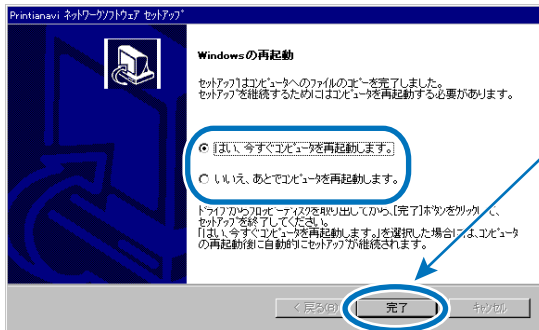 Printianavi ネットワークソフトウェア セットアップ
Windowsの再起動
セットアップはコンピュータへのファイルのコピーを完了しました。
セットアップを継続するためにはコンピュータを再起動する必要があります。
はい、今すぐコンピュータを再起動します。
いいえ、あとでコンピュータを再起動します。
ドライブからフロッピーディスクを取り出してから、[完了]ボタンをクリックして、
セットアップを終了してください。
「はい、今すぐコンピュータを再起動します。」を選択した場合には、コンピュータ
の再起動後に自動的にセットアップが継続されます。
< 戻る(B)
完了
キャンセル